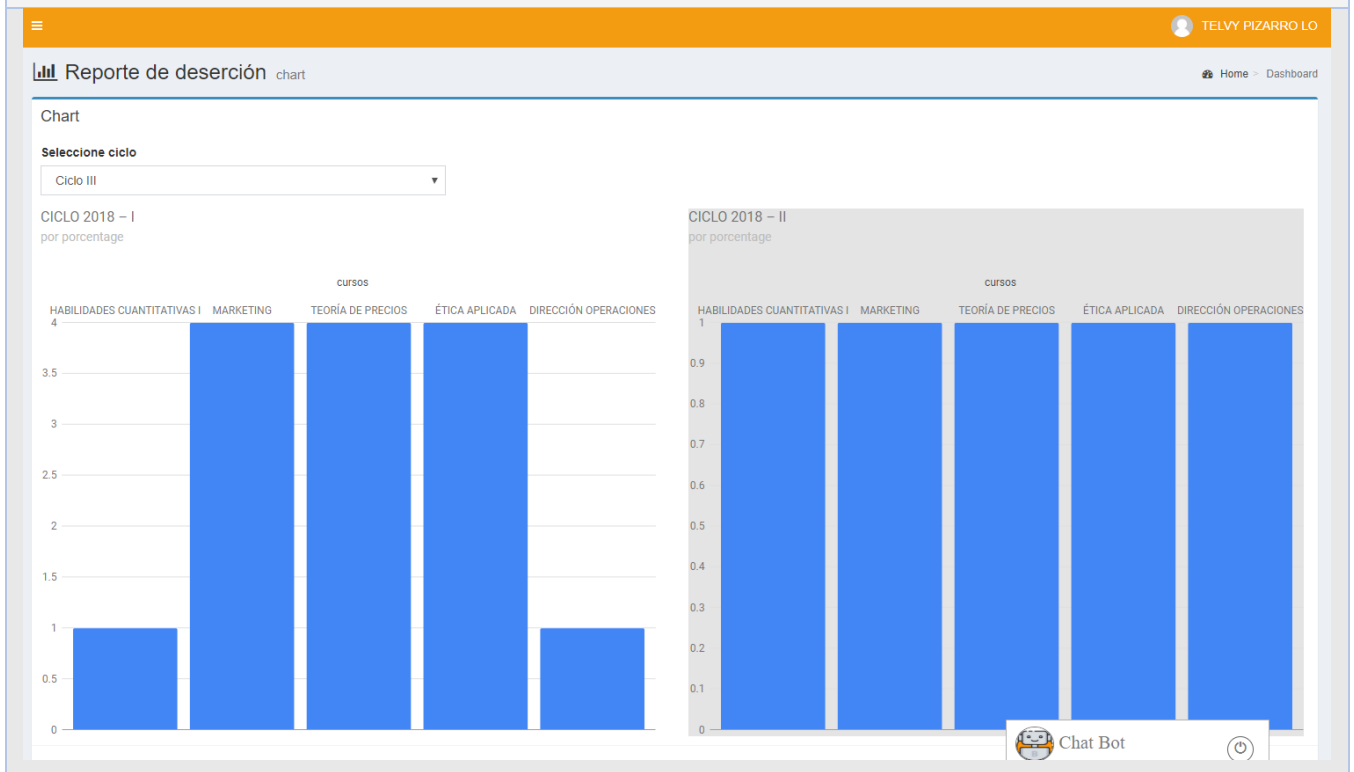 TELVY PIZARRO LO
Reporte de deserción chart
Home > Dashboard
Chart
Seleccione ciclo
Ciclo III
CICLO 2018 – I
por porcentage
cursos
HABILIDADES CUANTITATIVAS I MARKETING TEORÍA DE PRECIOS ÉTICA APLICADA DIRECCIÓN OPERACIONES
4
3.5
3
2.5
2
1.5
1
0.5
0
CICLO 2018 – II
por porcentage
cursos
HABILIDADES CUANTITATIVAS I MARKETING TEORÍA DE PRECIOS ÉTICA APLICADA DIRECCIÓN OPERACIONES
1
0.9
0.8
0.7
0.6
0.5
0.4
0.3
0.2
0.1
0
Chat Bot